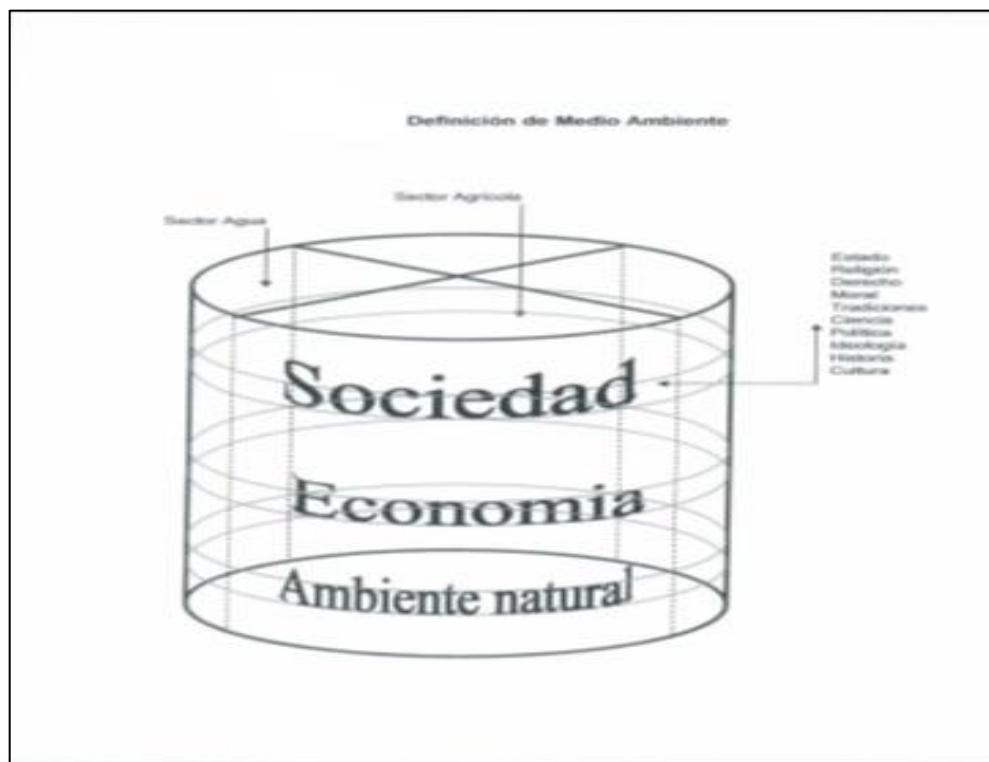 Definición de Medio Ambiente
Sector Agrícola
Sector Agua
Estado
Religión
Derecho
Moral
Tradiciones
Ciencia
Política
Ideología
Historia
Cultura
Sociedad
Economia
Ambiente natural